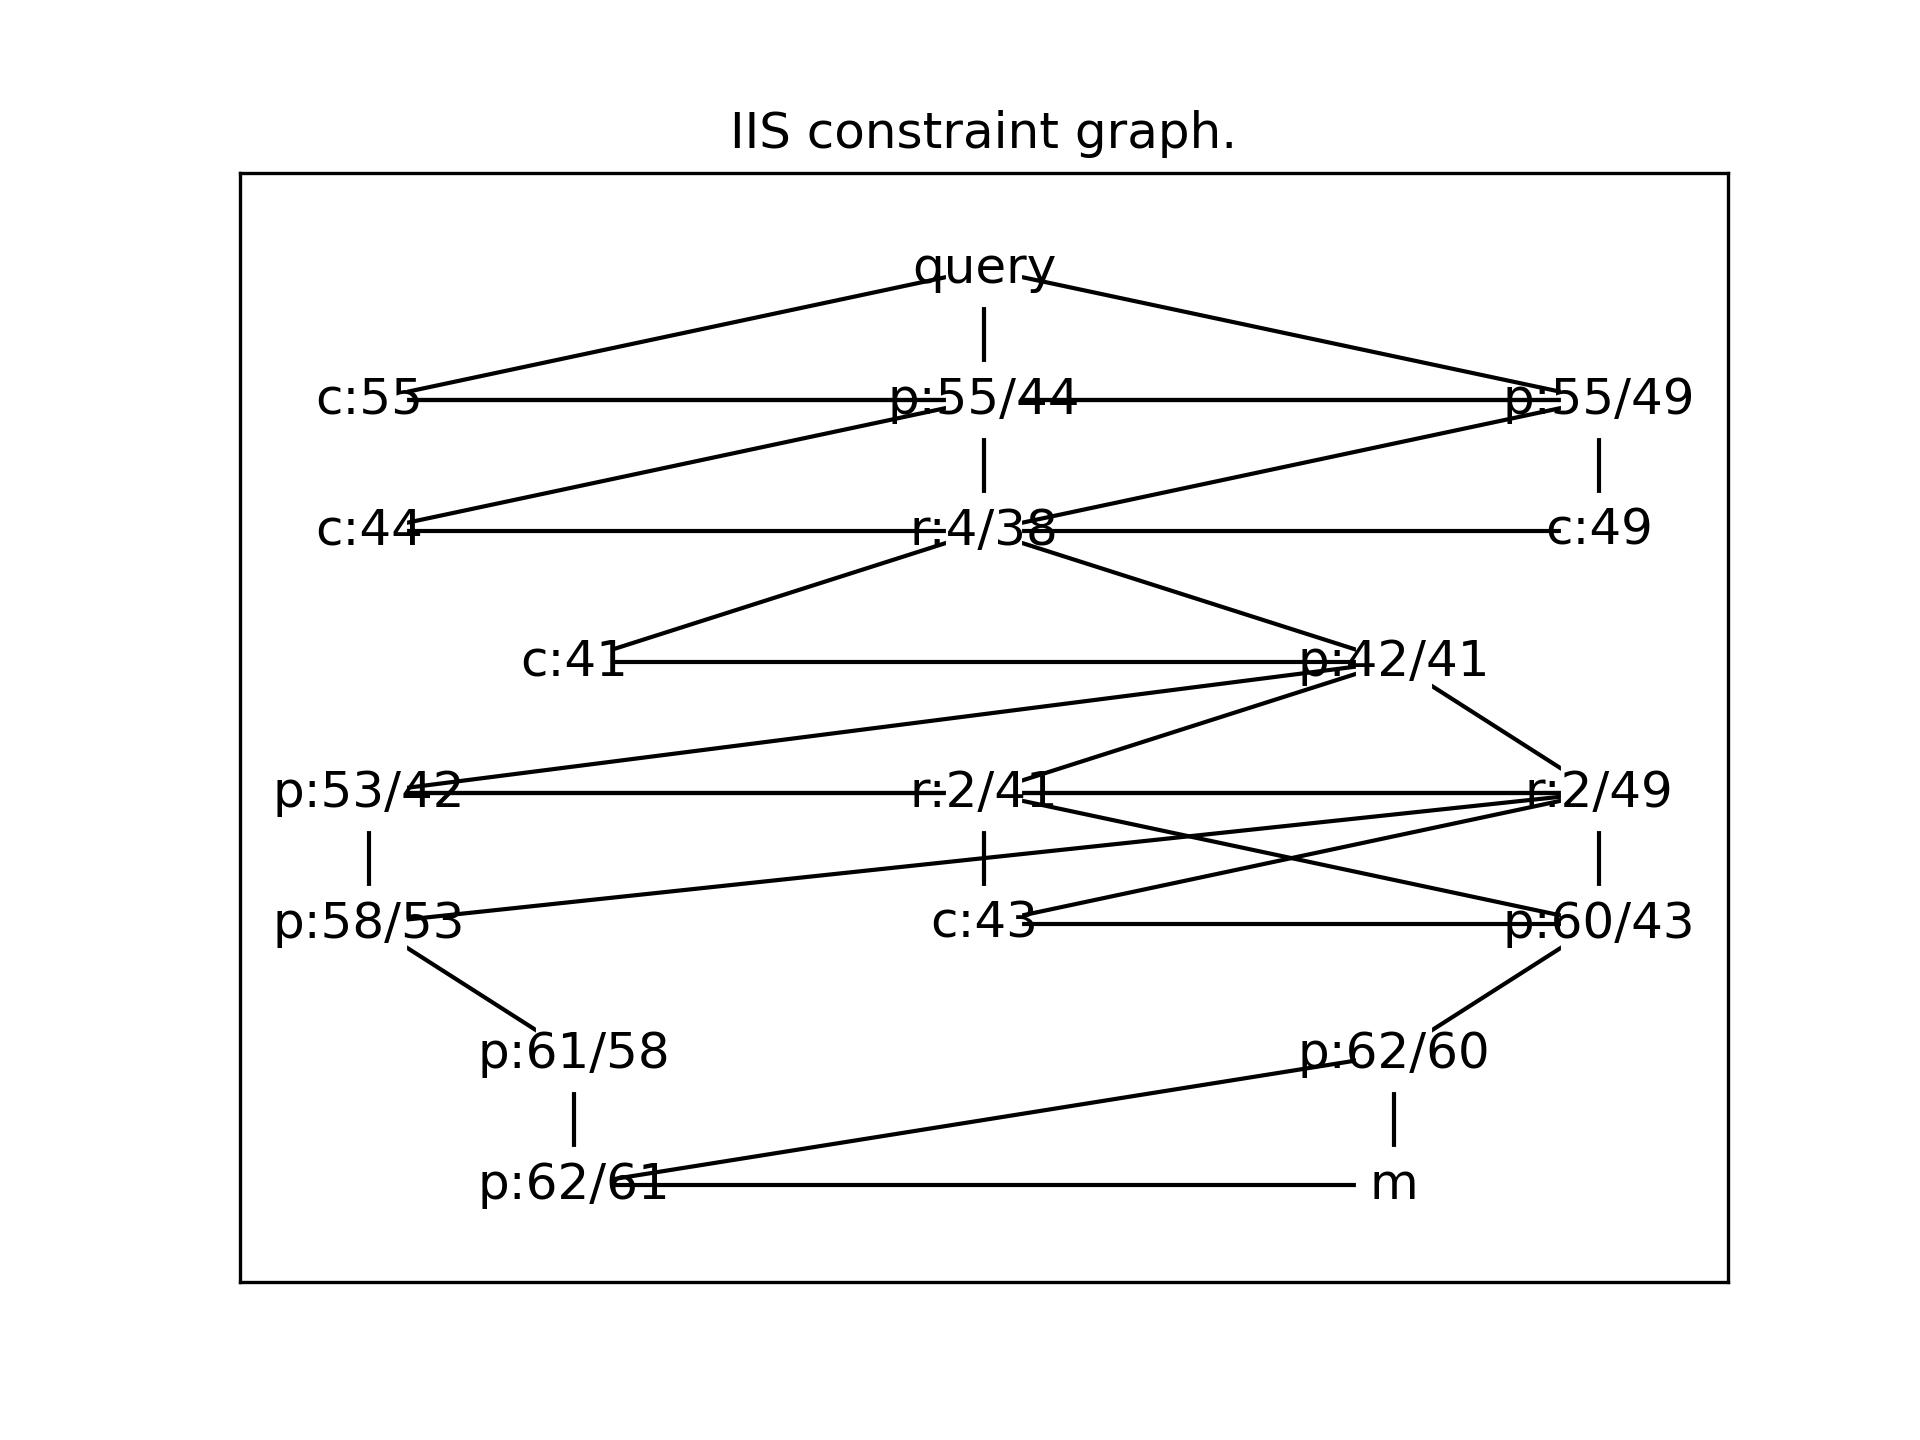 IIS constraint graph.
query
c:55 p:55/44 p:55/49
c:44 r:4/38 c:49
c:41 p:42/41
p:53/42 r:2/41 r:2/49
p:58/53 c:43 p:60/43
p:61/58 p:62/60
p:62/61 m